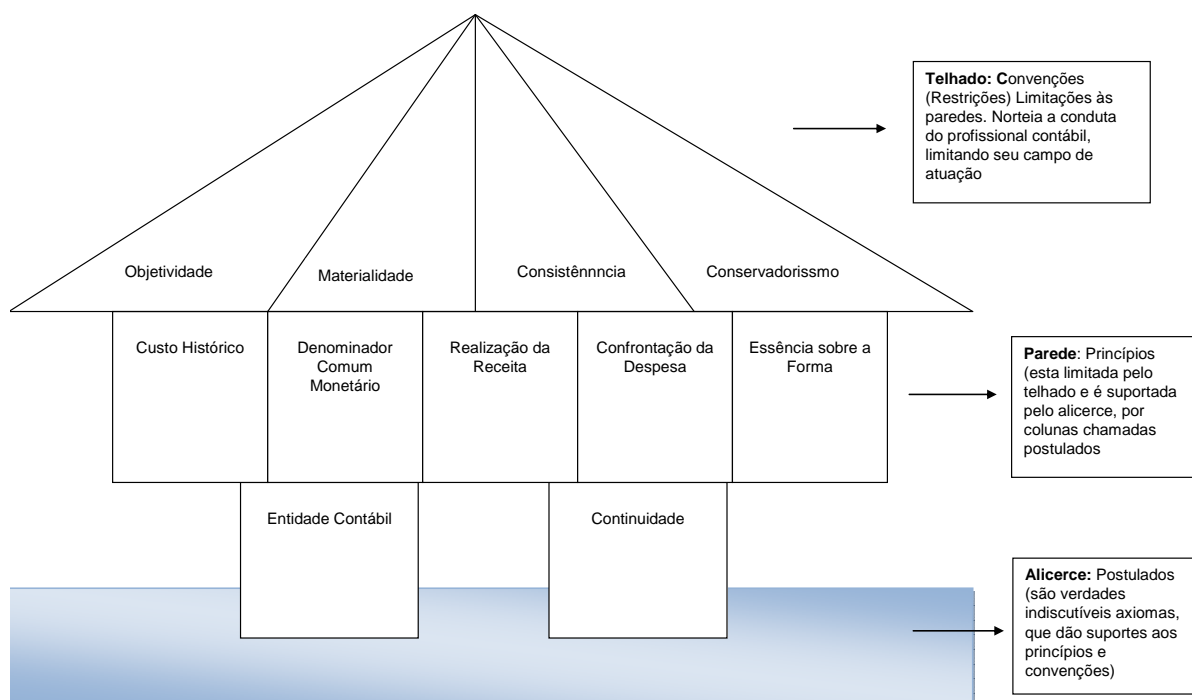 Telhado: Convenções
(Restrições) Limitações às
paredes. Norteia a conduta
do profissional contábil,
limitando seu campo de
atuação
Objetividade
Materialidade
Consistênnncia
Conservadorissmo
Custo Histórico
Denominador
Comum
Monetário
Realização da
Receita
Confrontação da
Despesa
Essência sobre a
Forma
Parede: Princípios
(esta limitada pelo
telhado e é suportada
pelo alicerce, por
colunas chamadas
postulados
Entidade Contábil
Continuidade
Alicerce: Postulados
(são verdades
indiscutíveis axiomas,
que dão suportes aos
princípios e
convenções)